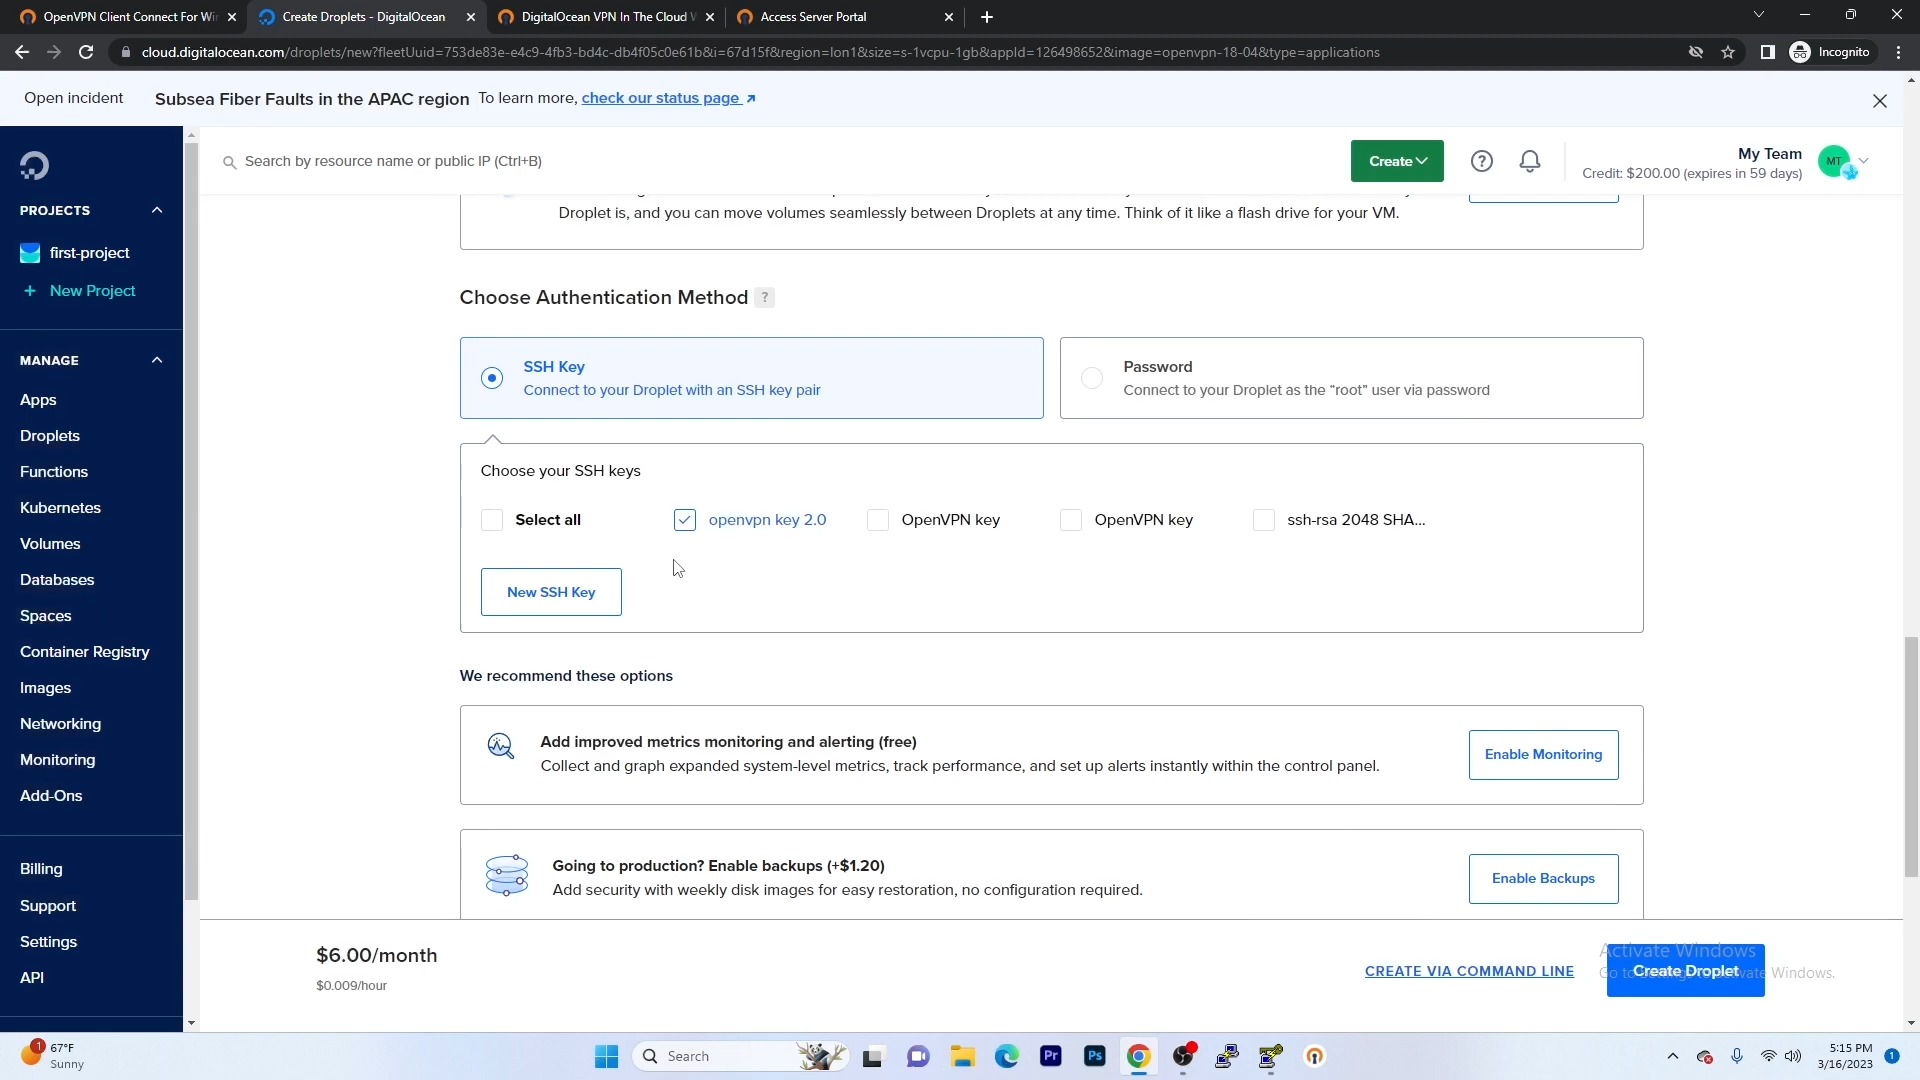 OpenVPN Client Connect For Wir
Create Droplets - DigitalOcean
DigitalOcean VPN In The Cloud V
Access Server Portal
cloud.digitalocean.com/droplets/new?fleetUuid=753de83e-e4c9-4fb3-bd4c-db4f05c0e61b&i=67d15f&region=lon1&size=s-1vcpu-1gb&appId=126498652&image=openvpn-18-04&type=applications
Incognito
Open incident
Subsea Fiber Faults in the APAC region To learn more, check our status page
Search by resource name or public IP (Ctrl+B)
Create
?
My Team
Credit: $200.00 (expires in 59 days)
MT
PROJECTS
first-project
+ New Project
MANAGE
Apps
Droplets
Functions
Kubernetes
Volumes
Databases
Spaces
Container Registry
Images
Networking
Monitoring
Add-Ons
Billing
Support
Settings
API
Droplet is, and you can move volumes seamlessly between Droplets at any time. Think of it like a flash drive for your VM.
Choose Authentication Method ?
SSH Key
Connect to your Droplet with an SSH key pair
Password
Connect to your Droplet as the “root” user via password
Choose your SSH keys
Select all
openvpn key 2.0
OpenVPN key
OpenVPN key
ssh-rsa 2048 SHA...
New SSH Key
We recommend these options
Add improved metrics monitoring and alerting (free)
Collect and graph expanded system-level metrics, track performance, and set up alerts instantly within the control panel.
Enable Monitoring
Going to production? Enable backups (+$1.20)
Add security with weekly disk images for easy restoration, no configuration required.
Enable Backups
$6.00/month
$0.009/hour
CREATE VIA COMMAND LINE
Create Droplet
Activate Windows
Go to Settings to activate Windows.
1
67°F
Sunny
Search
Pr
Ps
5:15 PM
3/16/2023
1